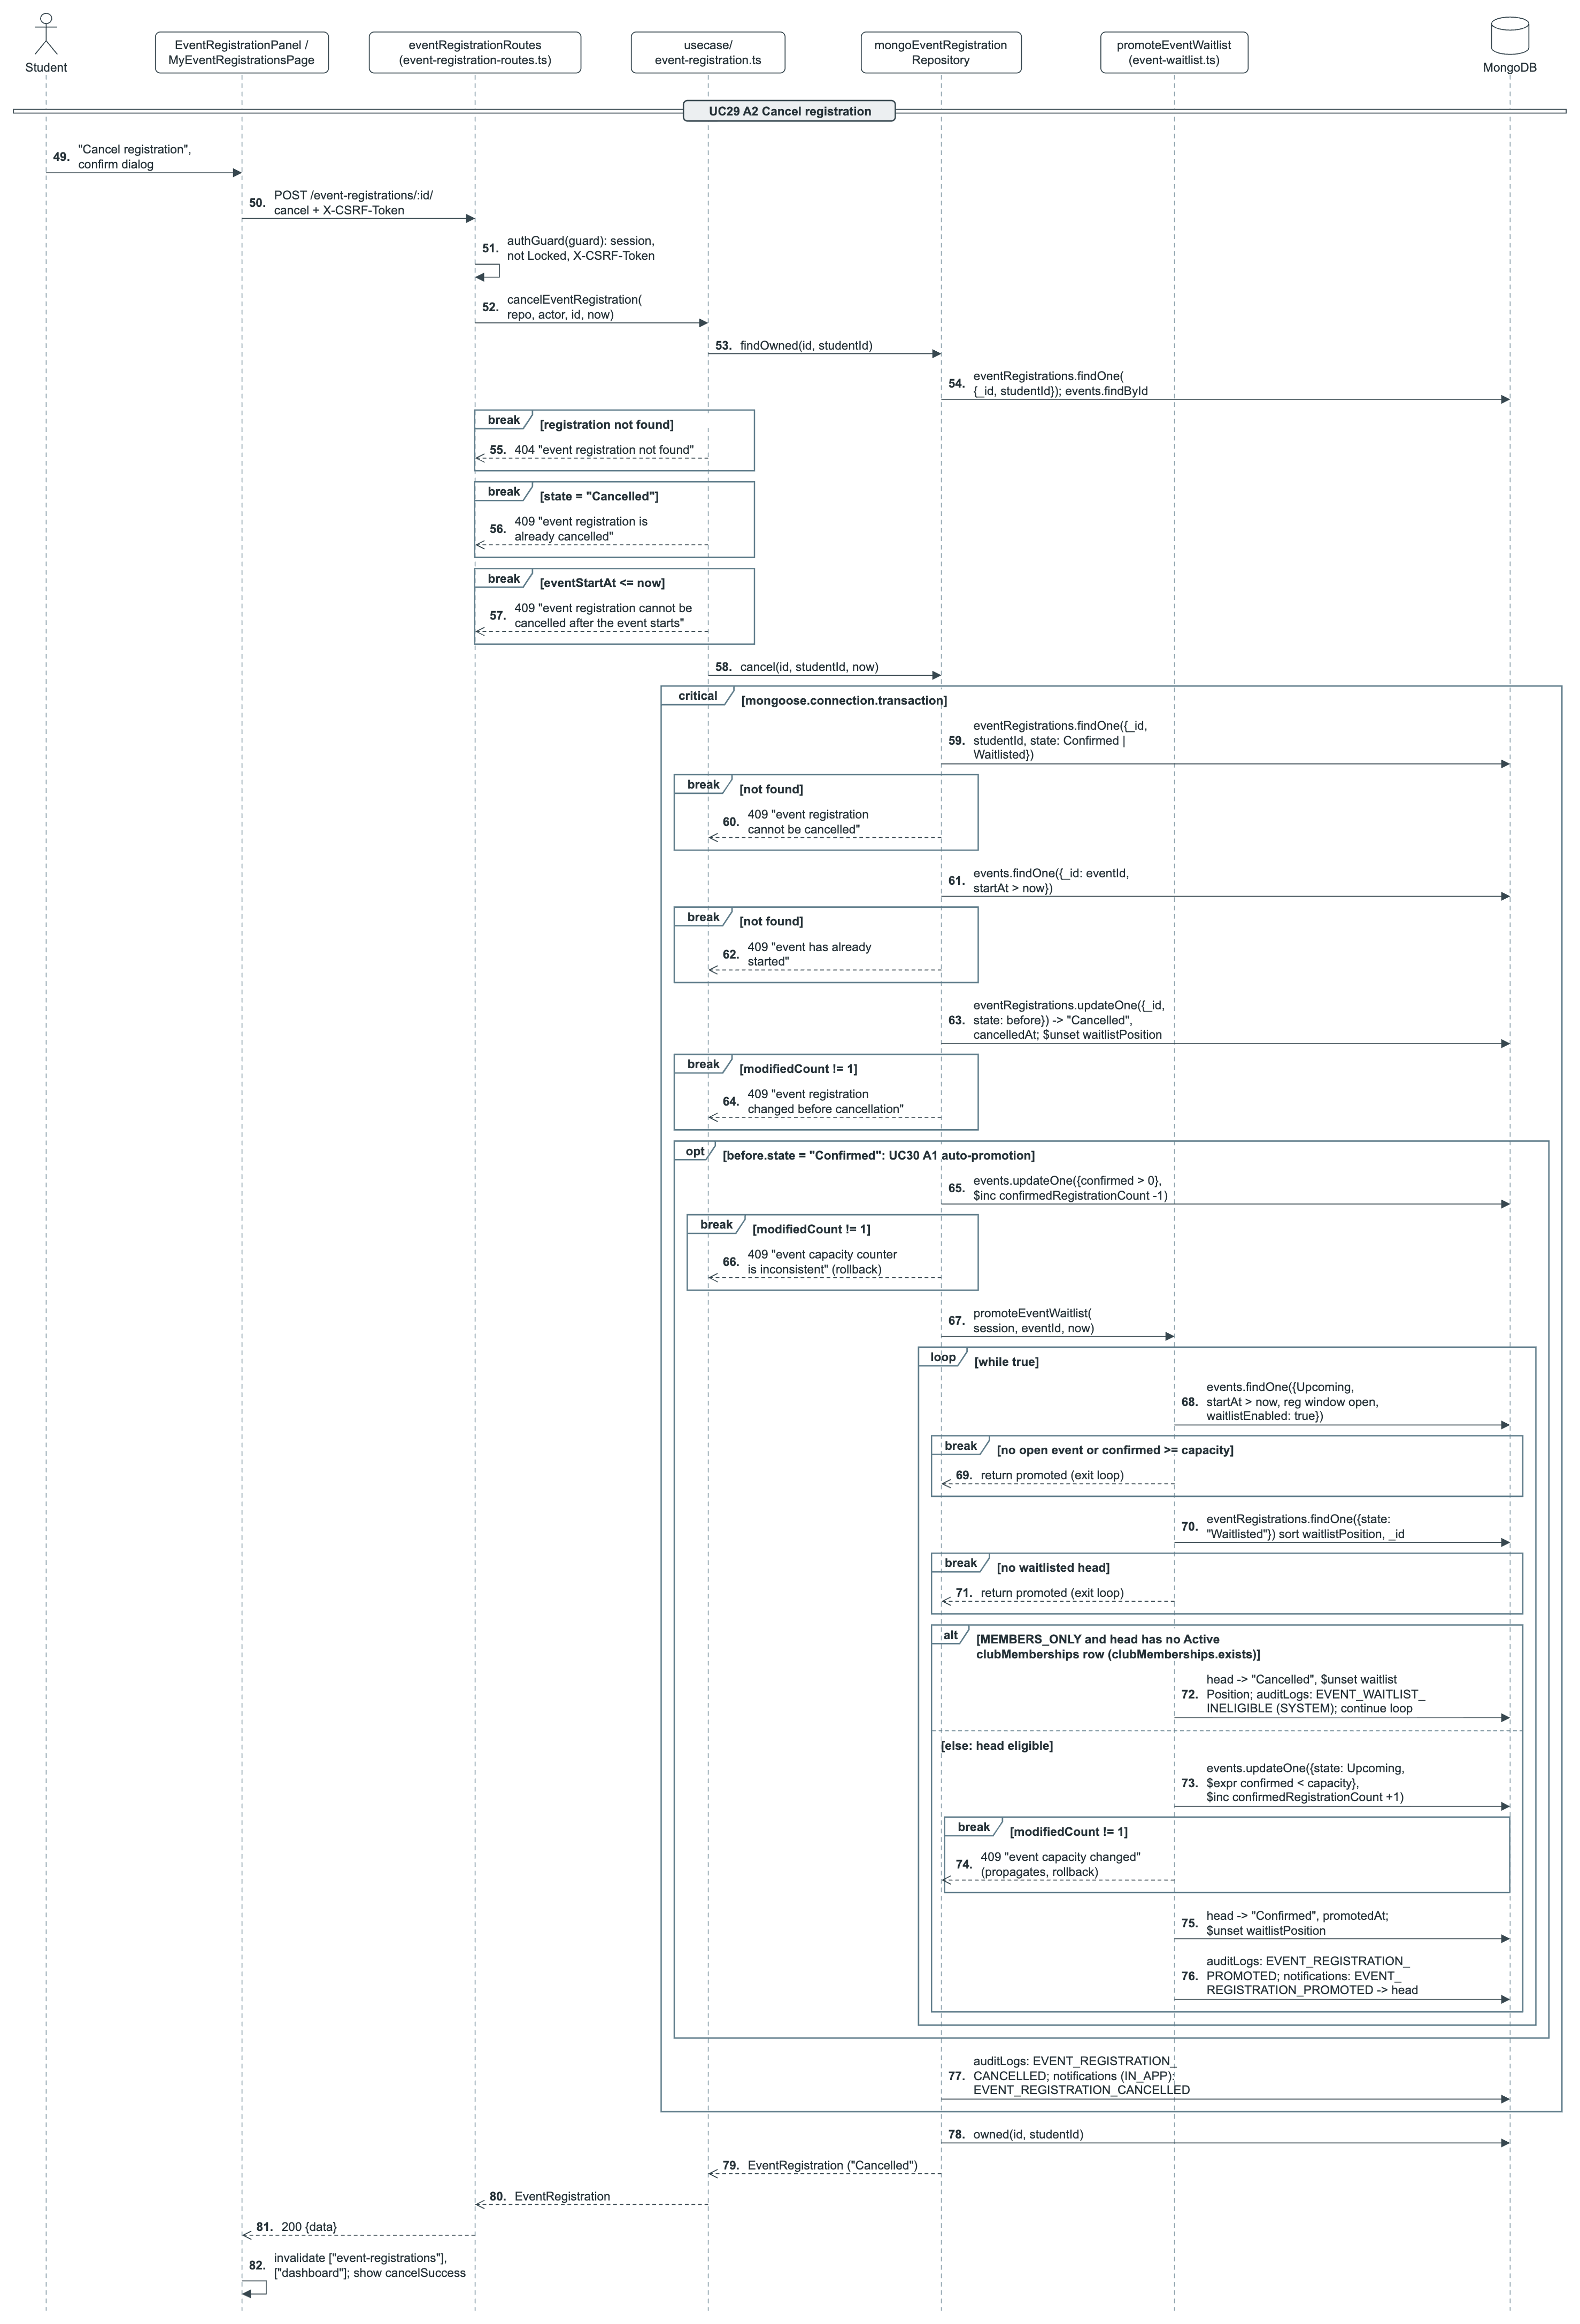 Student
EventRegistrationPanel /
MyEventRegistrationsPage
eventRegistrationRoutes
(event-registration-routes.ts)
usecase/
event-registration.ts
mongoEventRegistration
Repository
promoteEventWaitlist
(event-waitlist.ts)
MongoDB
UC29 A2 Cancel registration
49. "Cancel registration",
confirm dialog
50. POST /event-registrations/:id/
cancel + X-CSRF-Token
51. authGuard(guard): session,
not Locked, X-CSRF-Token
52. cancelEventRegistration(
repo, actor, id, now)
53. findOwned(id, studentId)
54. eventRegistrations.findOne(
{_id, studentId}); events.findById
break [registration not found]
55. 404 "event registration not found"
break [state = "Cancelled"]
56. 409 "event registration is
already cancelled"
break [eventStartAt <= now]
57. 409 "event registration cannot be
cancelled after the event starts"
58. cancel(id, studentId, now)
critical [mongoose.connection.transaction]
59. eventRegistrations.findOne({_id,
studentId, state: Confirmed |
Waitlisted})
break [not found]
60. 409 "event registration
cannot be cancelled"
61. events.findOne({_id: eventId,
startAt > now})
break [not found]
62. 409 "event has already
started"
63. eventRegistrations.updateOne({_id,
state: before}) -> "Cancelled",
cancelledAt; $unset waitlistPosition
break [modifiedCount != 1]
64. 409 "event registration
changed before cancellation"
opt [before.state = "Confirmed": UC30 A1 auto-promotion]
65. events.updateOne({confirmed > 0},
$inc confirmedRegistrationCount -1)
break [modifiedCount != 1]
66. 409 "event capacity counter
is inconsistent" (rollback)
67. promoteEventWaitlist(
session, eventId, now)
loop [while true]
68. events.findOne({Upcoming,
startAt > now, reg window open,
waitlistEnabled: true})
break [no open event or confirmed >= capacity]
69. return promoted (exit loop)
70. eventRegistrations.findOne({state:
"Waitlisted"}) sort waitlistPosition, _id
break [no waitlisted head]
71. return promoted (exit loop)
alt [MEMBERS_ONLY and head has no Active
clubMemberships row (clubMemberships.exists)]
72. head -> "Cancelled", $unset waitlist
Position; auditLogs: EVENT_WAITLIST_
INELIGIBLE (SYSTEM); continue loop
[else: head eligible]
73. events.updateOne({state: Upcoming,
$expr confirmed < capacity},
$inc confirmedRegistrationCount +1)
break [modifiedCount != 1]
74. 409 "event capacity changed"
(propagates, rollback)
75. head -> "Confirmed", promotedAt;
$unset waitlistPosition
76. auditLogs: EVENT_REGISTRATION_
PROMOTED; notifications: EVENT_
REGISTRATION_PROMOTED -> head
77. auditLogs: EVENT_REGISTRATION_
CANCELLED; notifications (IN_APP):
EVENT_REGISTRATION_CANCELLED
78. owned(id, studentId)
79. EventRegistration ("Cancelled")
80. EventRegistration
81. 200 {data}
82. invalidate ["event-registrations"],
["dashboard"]; show cancelSuccess